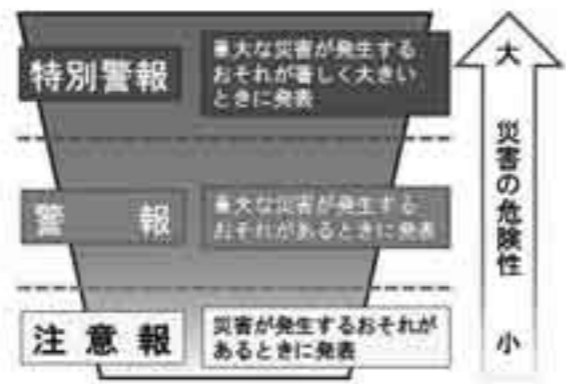 特別警報
重大な災害が発生する
おそれが著しく大きい
ときに発表
警報
重大な災害が発生する
おそれがあるときに発表
注意報
災害が発生するおそれが
あるときに発表
大
災害の危険性
小